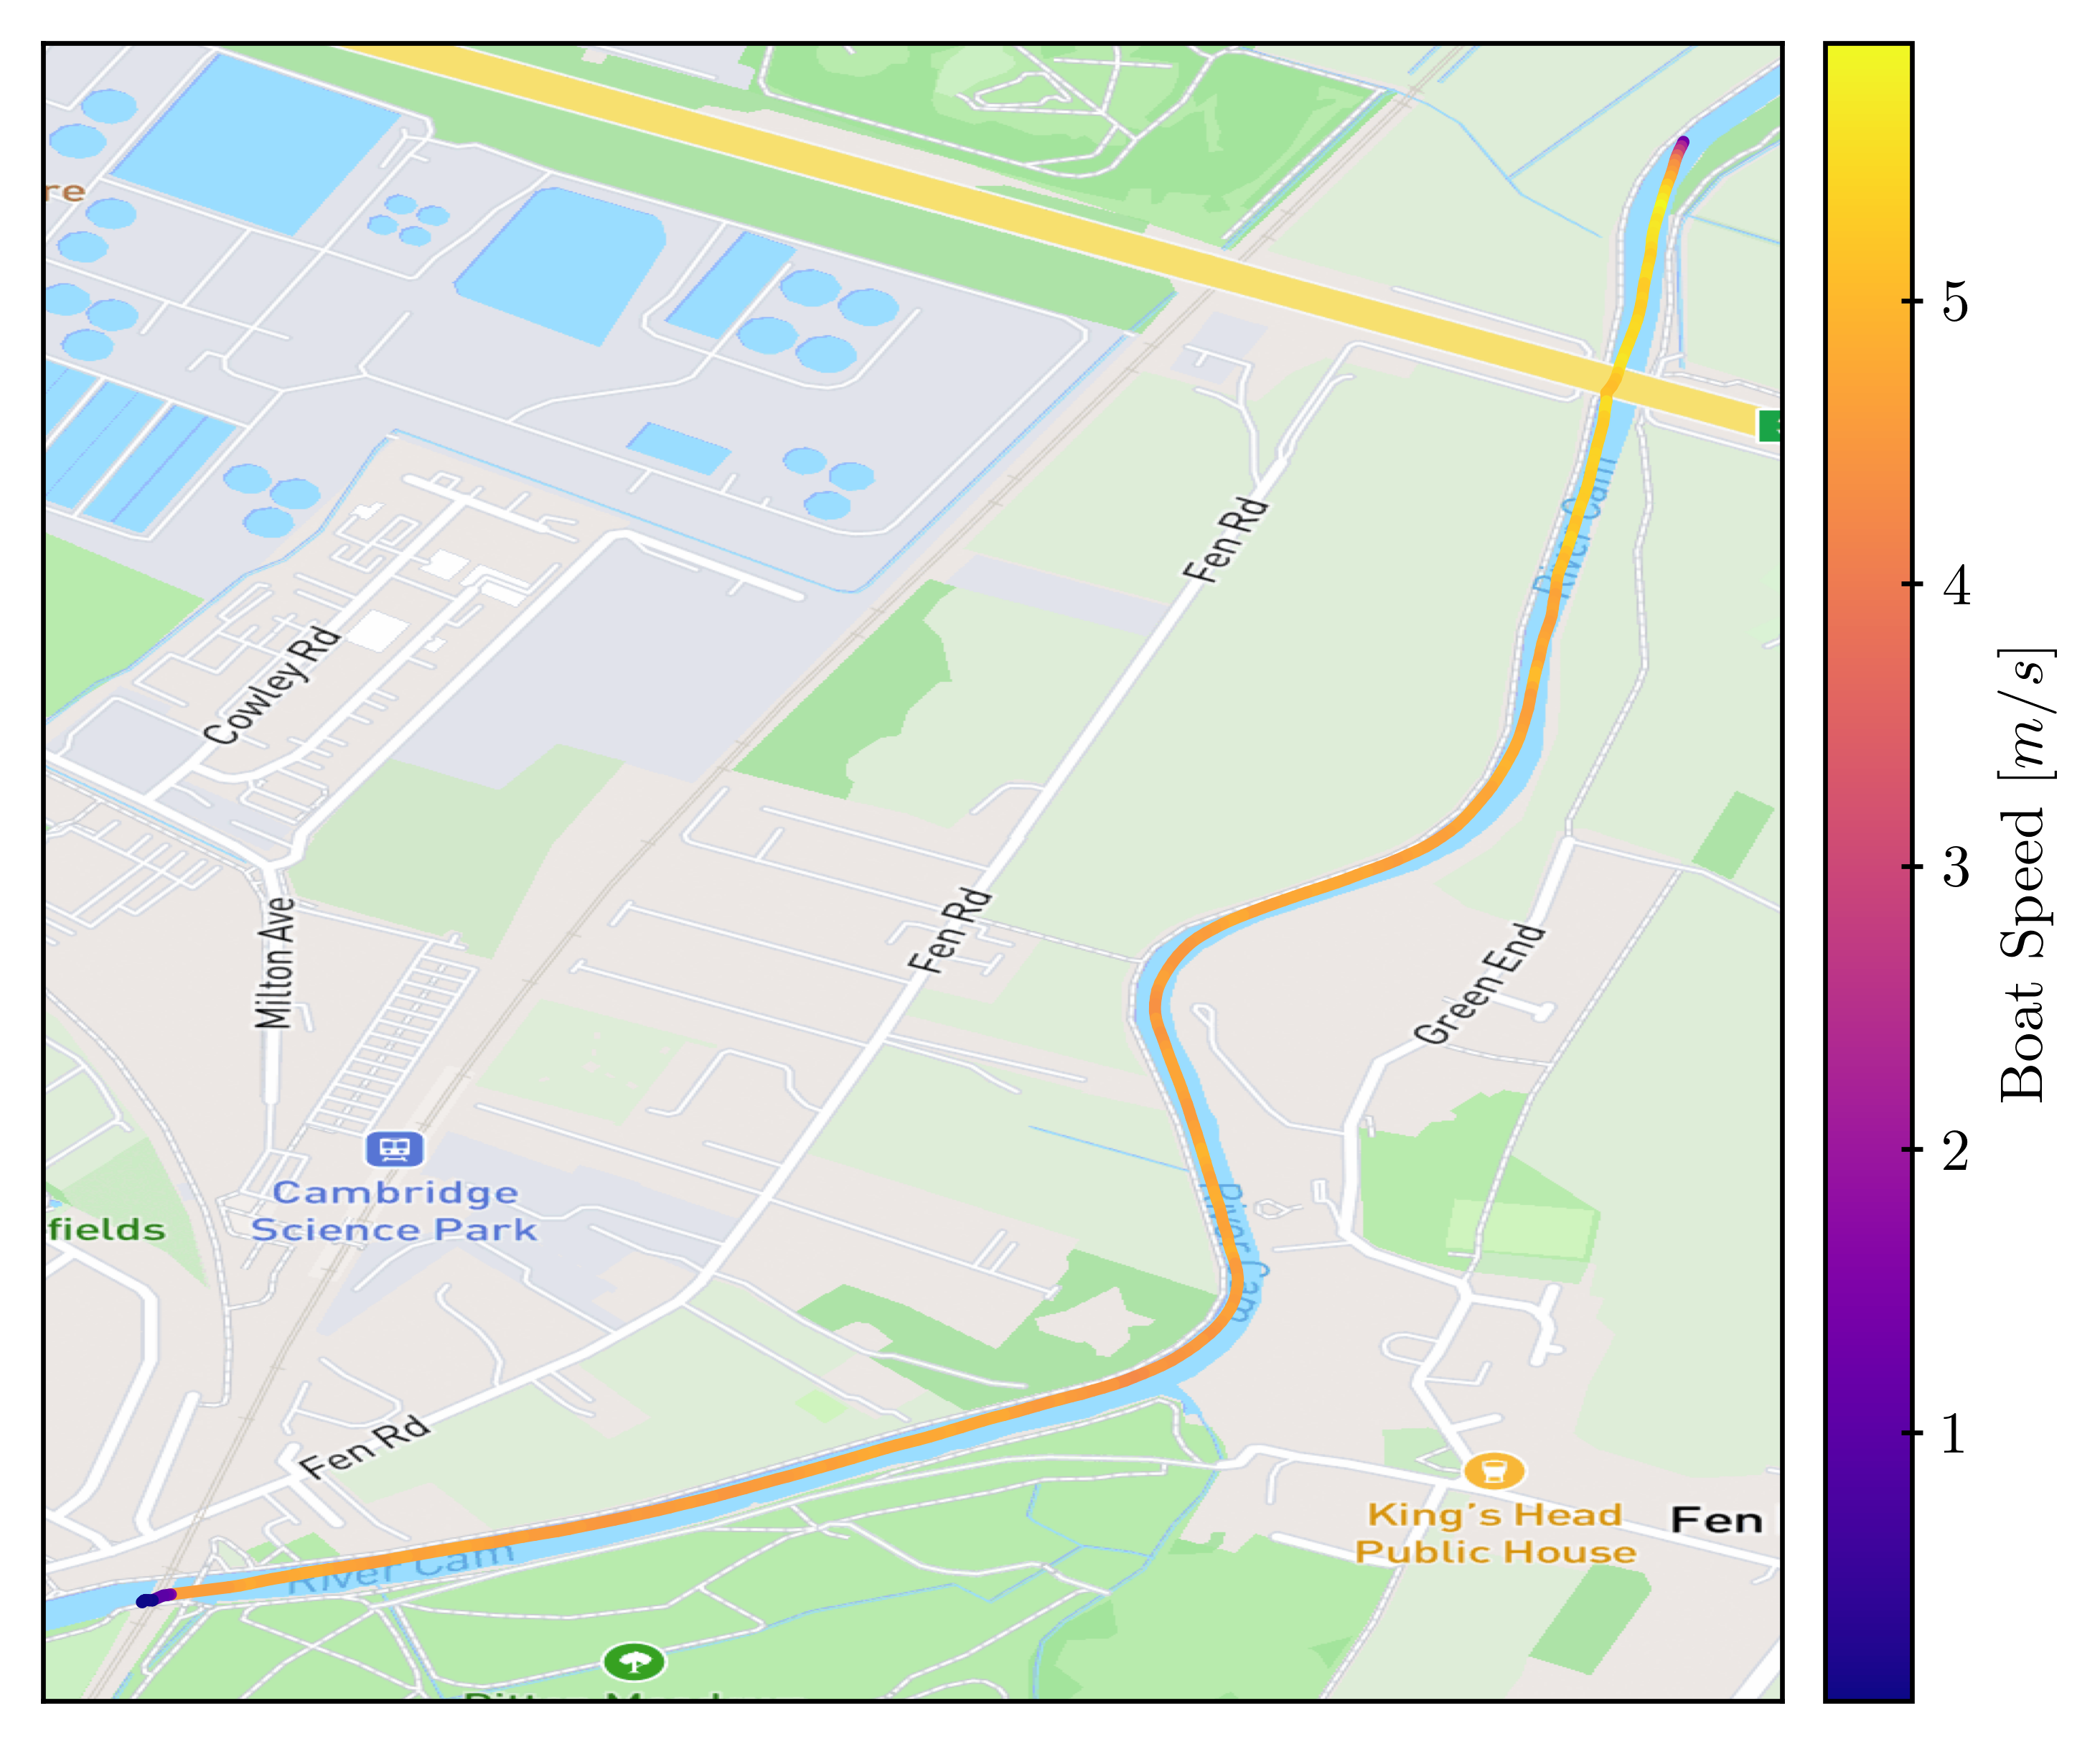 re
Fen Rd
River Cam
Cowley Rd
Fen Rd
Milton Ave
Green End
Cambridge
Science Park
fields
River Cam
Fen Rd
King's Head
Public House
Fen
River Cam
5
4
3
2
1
Boat Speed [m/s]